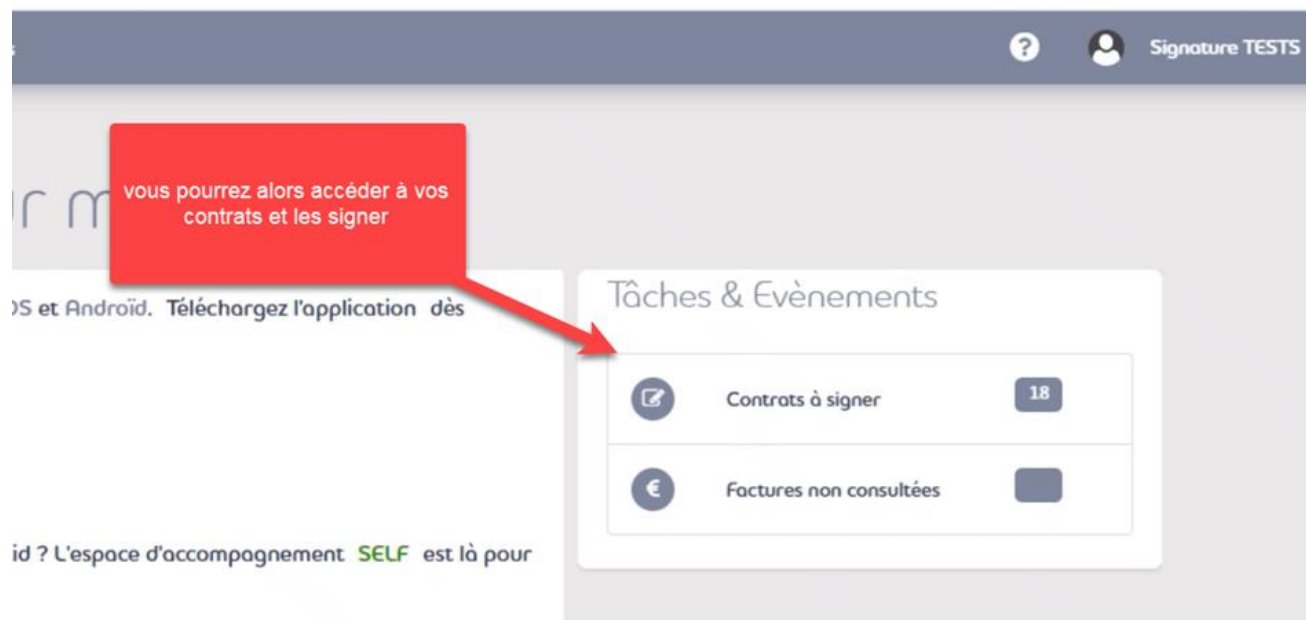 Signature TESTS
vous pourrez alors accéder à vos
contrats et les signer
Tâches & Evènements
et Androïd. Téléchargez l'application dès
Contrats à signer
18
Factures non consultées
? L'espace d'accompagnement SELF est là pour